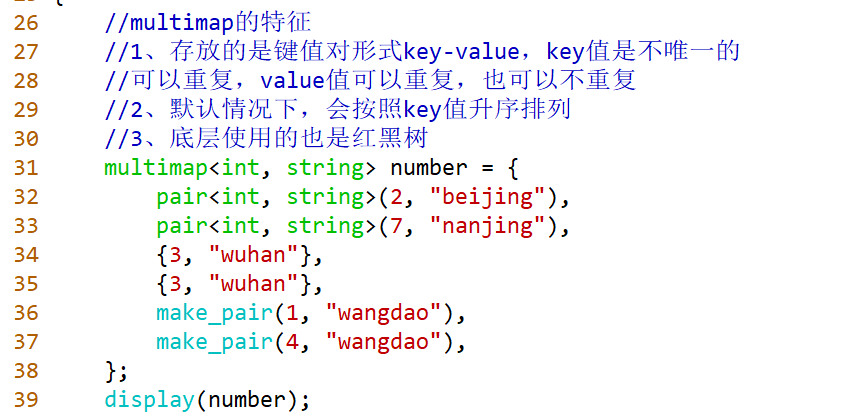 26     //multimap的特征
27     //1、存放的是键值对形式key-value，key值是不唯一的
28     //可以重复，value值可以重复，也可以不重复
29     //2、默认情况下，会按照key值升序排列
30     //3、底层使用的也是红黑树
31     multimap<int, string> number = {
32         pair<int, string>(2, "beijing"),
33         pair<int, string>(7, "nanjing"),
34         {3, "wuhan"},
35         {3, "wuhan"},
36         make_pair(1, "wangdao"),
37         make_pair(4, "wangdao"),
38     };
39     display(number);